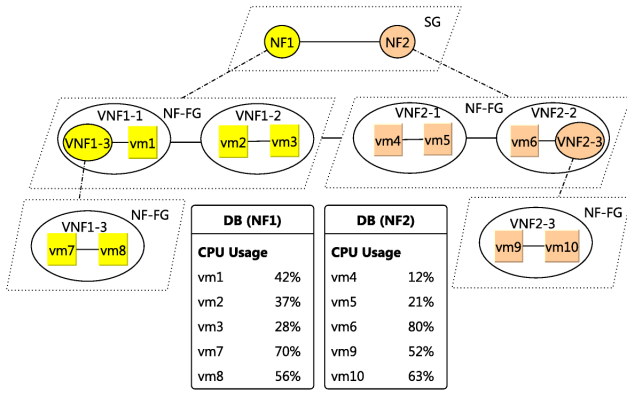 SG
NF1
NF2
VNF1-1
NF-FG
VNF1-2
VNF2-1
NF-FG
VNF2-2
VNF1-3
vm1
vm2
vm3
vm4
vm5
vm6
VNF2-3
VNF1-3
NF-FG
vm7
vm8
VNF2-3
NF-FG
vm9
vm10
DB (NF1)
CPU Usage
vm1 42%
vm2 37%
vm3 28%
vm7 70%
vm8 56%
DB (NF2)
CPU Usage
vm4 12%
vm5 21%
vm6 80%
vm9 52%
vm10 63%